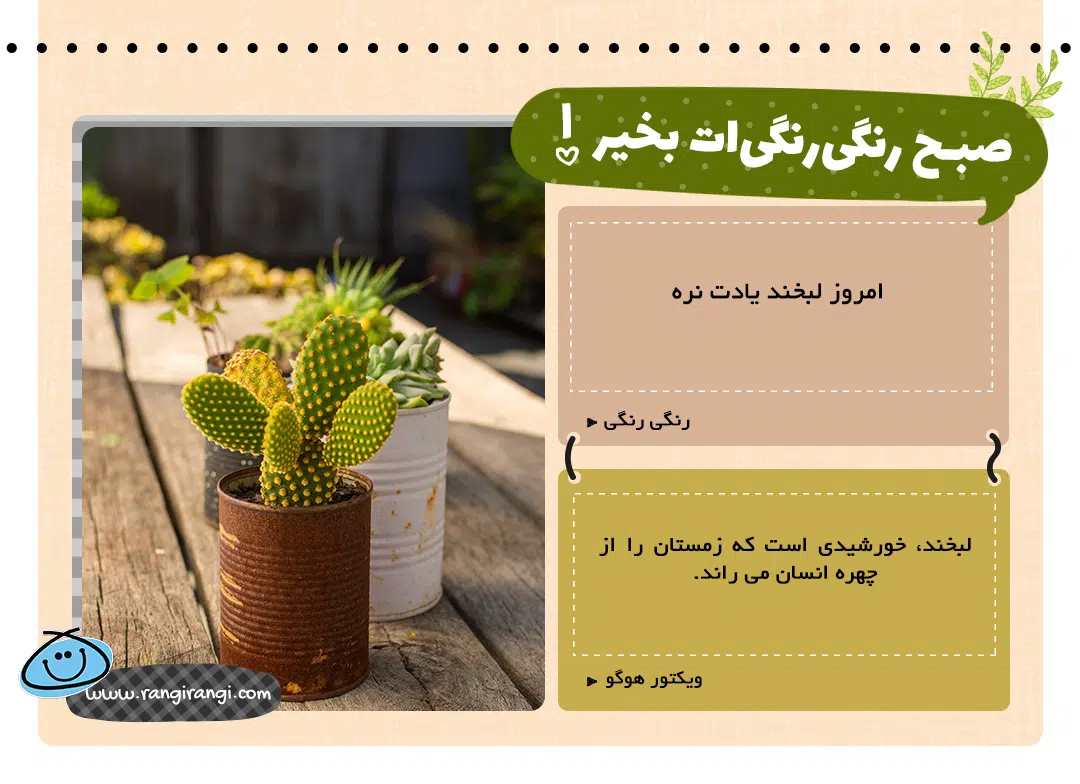 صبح رنگی‌رنگی‌ات بخیر !
امروز لبخند یادت نره
رنگی رنگی
لبخند، خورشیدی است که زمستان را از
چهره انسان می راند.
ویکتور هوگو
www.rangirangi.com